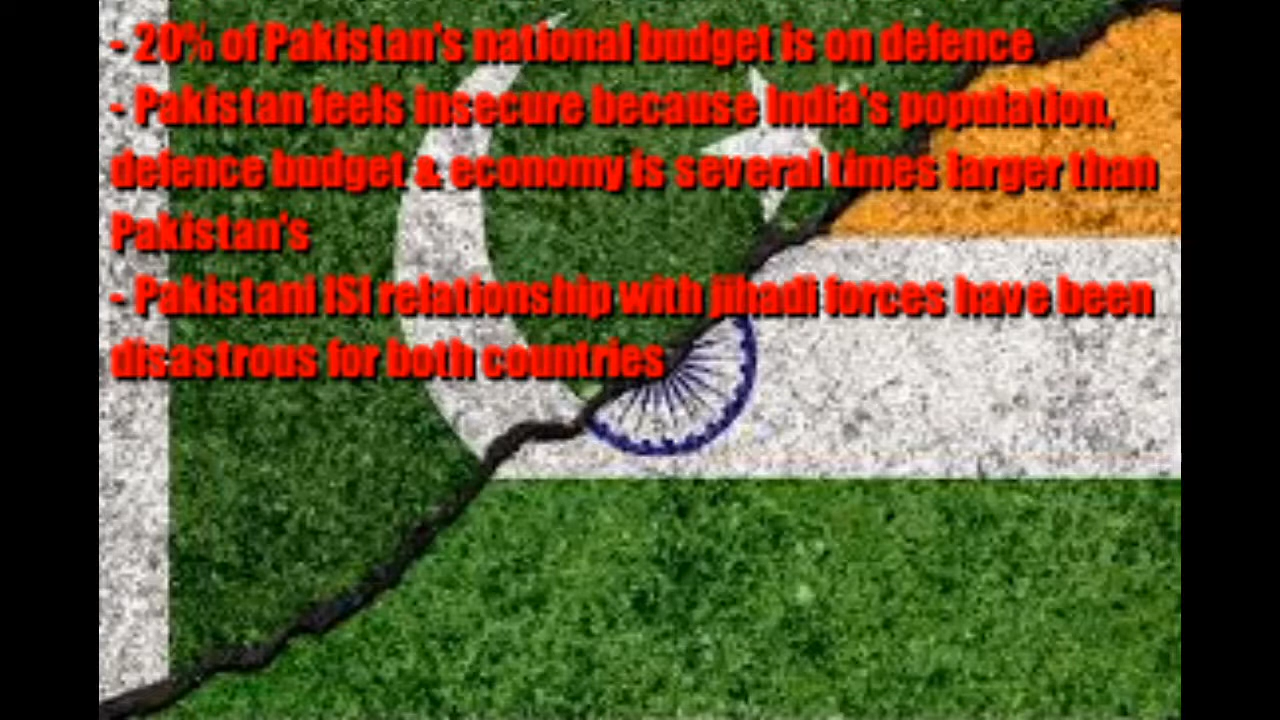 - 20% of Pakistan's national budget is on defence
- Pakistan feels insecure because India's population,
defence budget & economy is several times larger than
Pakistan's
- Pakistani ISI relationship with jihadi forces have been
disastrous for both countries